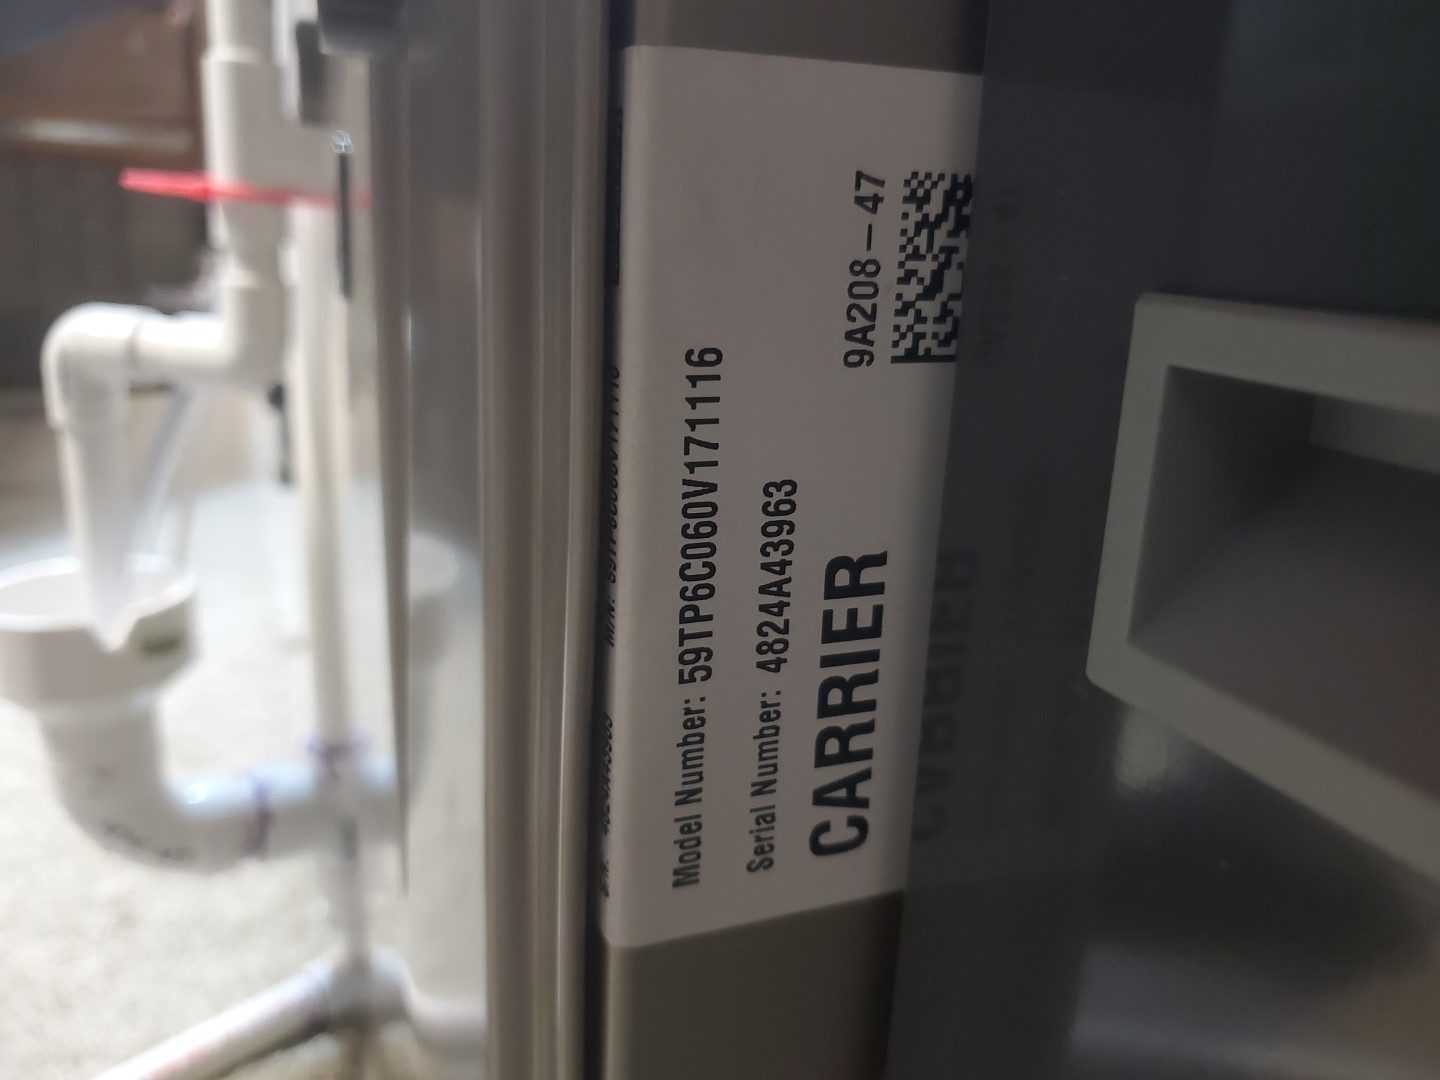 Model Number: 59TP6C060V171116
Serial Number: 4824A43963
CARRIER
9A208-47